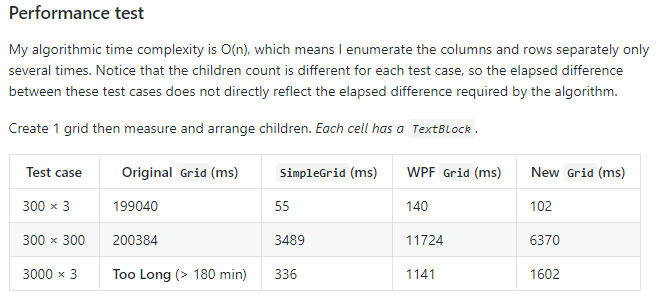 Performance test
My algorithmic time complexity is O(n), which means I enumerate the columns and rows separately only
several times. Notice that the children count is different for each test case, so the elapsed difference
between these test cases does not directly reflect the elapsed difference required by the algorithm.
Create 1 grid then measure and arrange children. Each cell has a TextBlock .
Test case Original Grid (ms) SimpleGrid (ms) WPF Grid (ms) New Grid (ms)
300 × 3 199040 55 140 102
300 × 300 200384 3489 11724 6370
3000 × 3 Too Long (> 180 min) 336 1141 1602